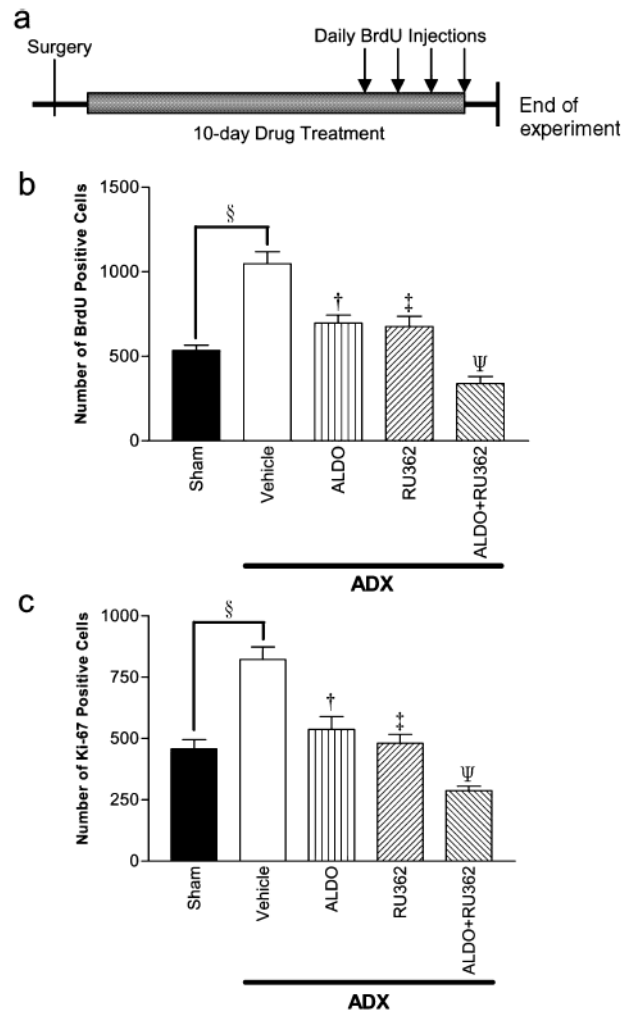 a
Surgery
Daily BrdU Injections
10-day Drug Treatment
End of
experiment
b
Number of BrdU Positive Cells
1500
1000
500
0
§
†
‡
Ψ
Sham
Vehicle
ALDO
RU362
ALDO+RU362
ADX
c
Number of Ki-67 Positive Cells
1000
750
500
250
0
§
†
‡
Ψ
Sham
Vehicle
ALDO
RU362
ALDO+RU362
ADX